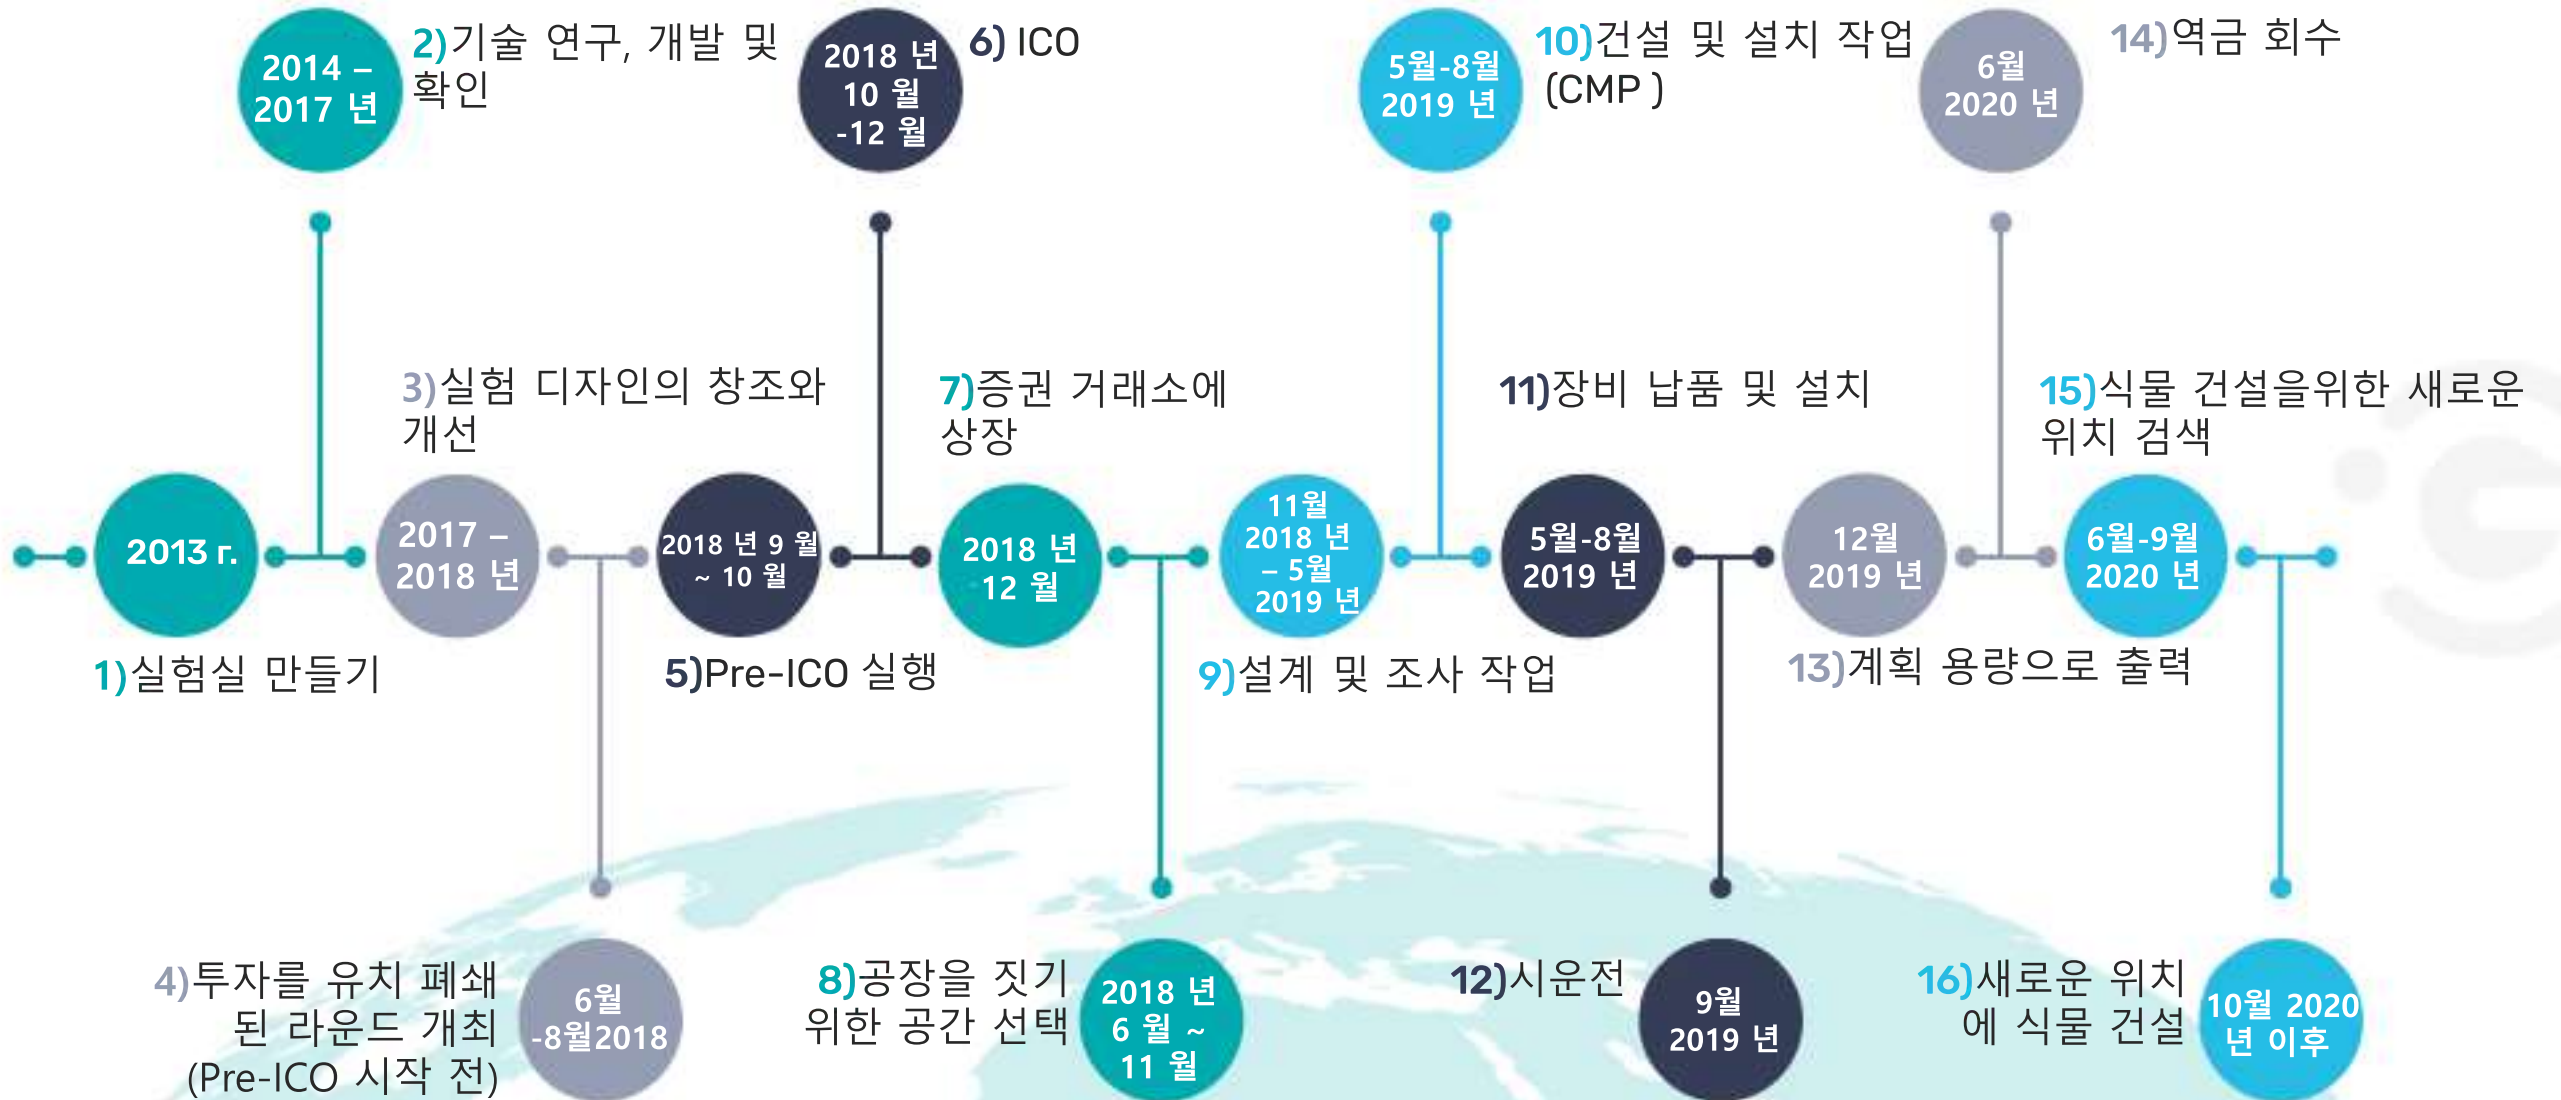 2014 –
2017 년
2)기술 연구, 개발 및
확인
2018 년
10 월
-12 월
6) ICO
5월-8월
2019 년
10)건설 및 설치 작업
(CMP )
6월
2020 년
14)역금 회수
3)실험 디자인의 창조와
개선
7)증권 거래소에
상장
11)장비 납품 및 설치
15)식물 건설을위한 새로운
위치 검색
2013 г.
2017 –
2018 년
2018 년 9 월
~ 10 월
2018 년
12 월
11월
2018 년
– 5월
2019 년
5월-8월
2019 년
12월
2019 년
6월-9월
2020 년
1)실험실 만들기
5)Pre-ICO 실행
9)설계 및 조사 작업
13)계획 용량으로 출력
4)투자를 유치 폐쇄
된 라운드 개최
(Pre-ICO 시작 전)
6월
-8월2018
8)공장을 짓기
위한 공간 선택
2018 년
6 월 ~
11 월
12)시운전
9월
2019 년
16)새로운 위치
에 식물 건설
10월 2020
년 이후